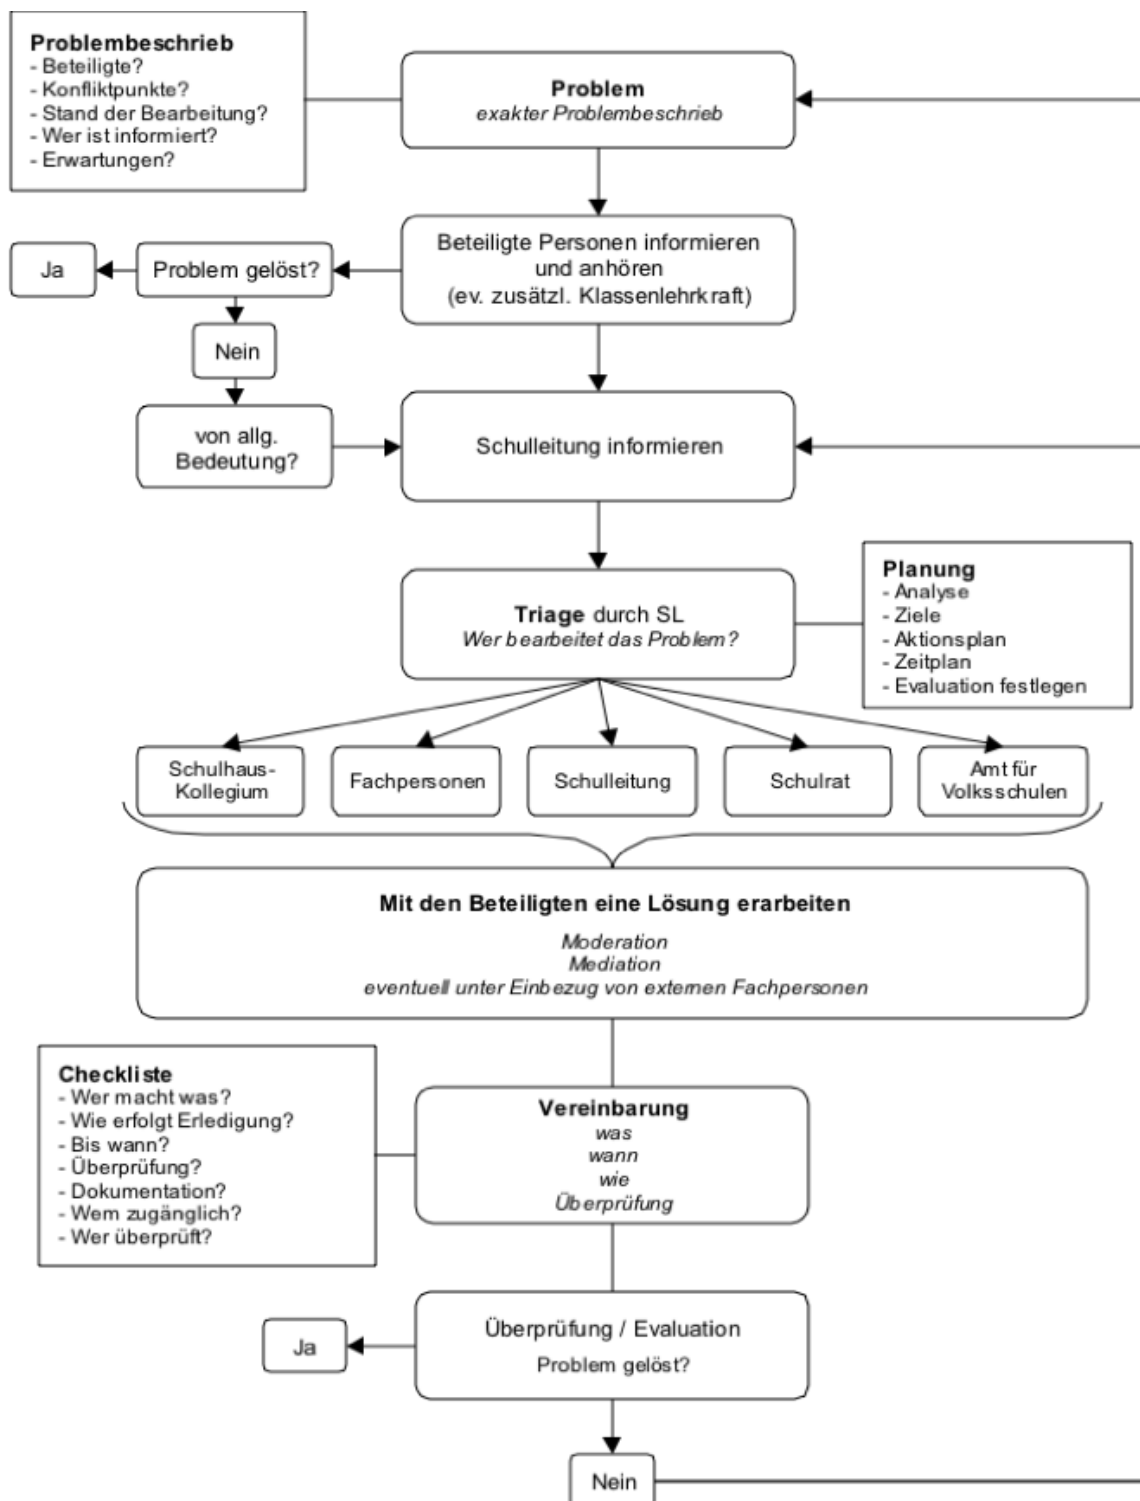 Problembeschrieb
- Beteiligte?
- Konfliktpunkte?
- Stand der Bearbeitung?
- Wer ist informiert?
- Erwartungen?
Problem
exakter Problembeschrieb
Beteiligte Personen informieren
und anhören
(ev. zusätzl. Klassenlehrkraft)
Problem gelöst?
Ja
Nein
von allg.
Bedeutung?
Schulleitung informieren
Triage durch SL
Wer bearbeitet das Problem?
Planung
- Analyse
- Ziele
- Aktionsplan
- Zeitplan
- Evaluation festlegen
Schulhaus-
Kollegium
Fachpersonen
Schulleitung
Schulrat
Amt für
Volksschulen
Mit den Beteiligten eine Lösung erarbeiten
Moderation
Mediation
eventuell unter Einbezug von externen Fachpersonen
Checkliste
- Wer macht was?
- Wie erfolgt Erledigung?
- Bis wann?
- Überprüfung?
- Dokumentation?
- Wem zugänglich?
- Wer überprüft?
Vereinbarung
was
wann
wie
Überprüfung
Überprüfung / Evaluation
Problem gelöst?
Ja
Nein